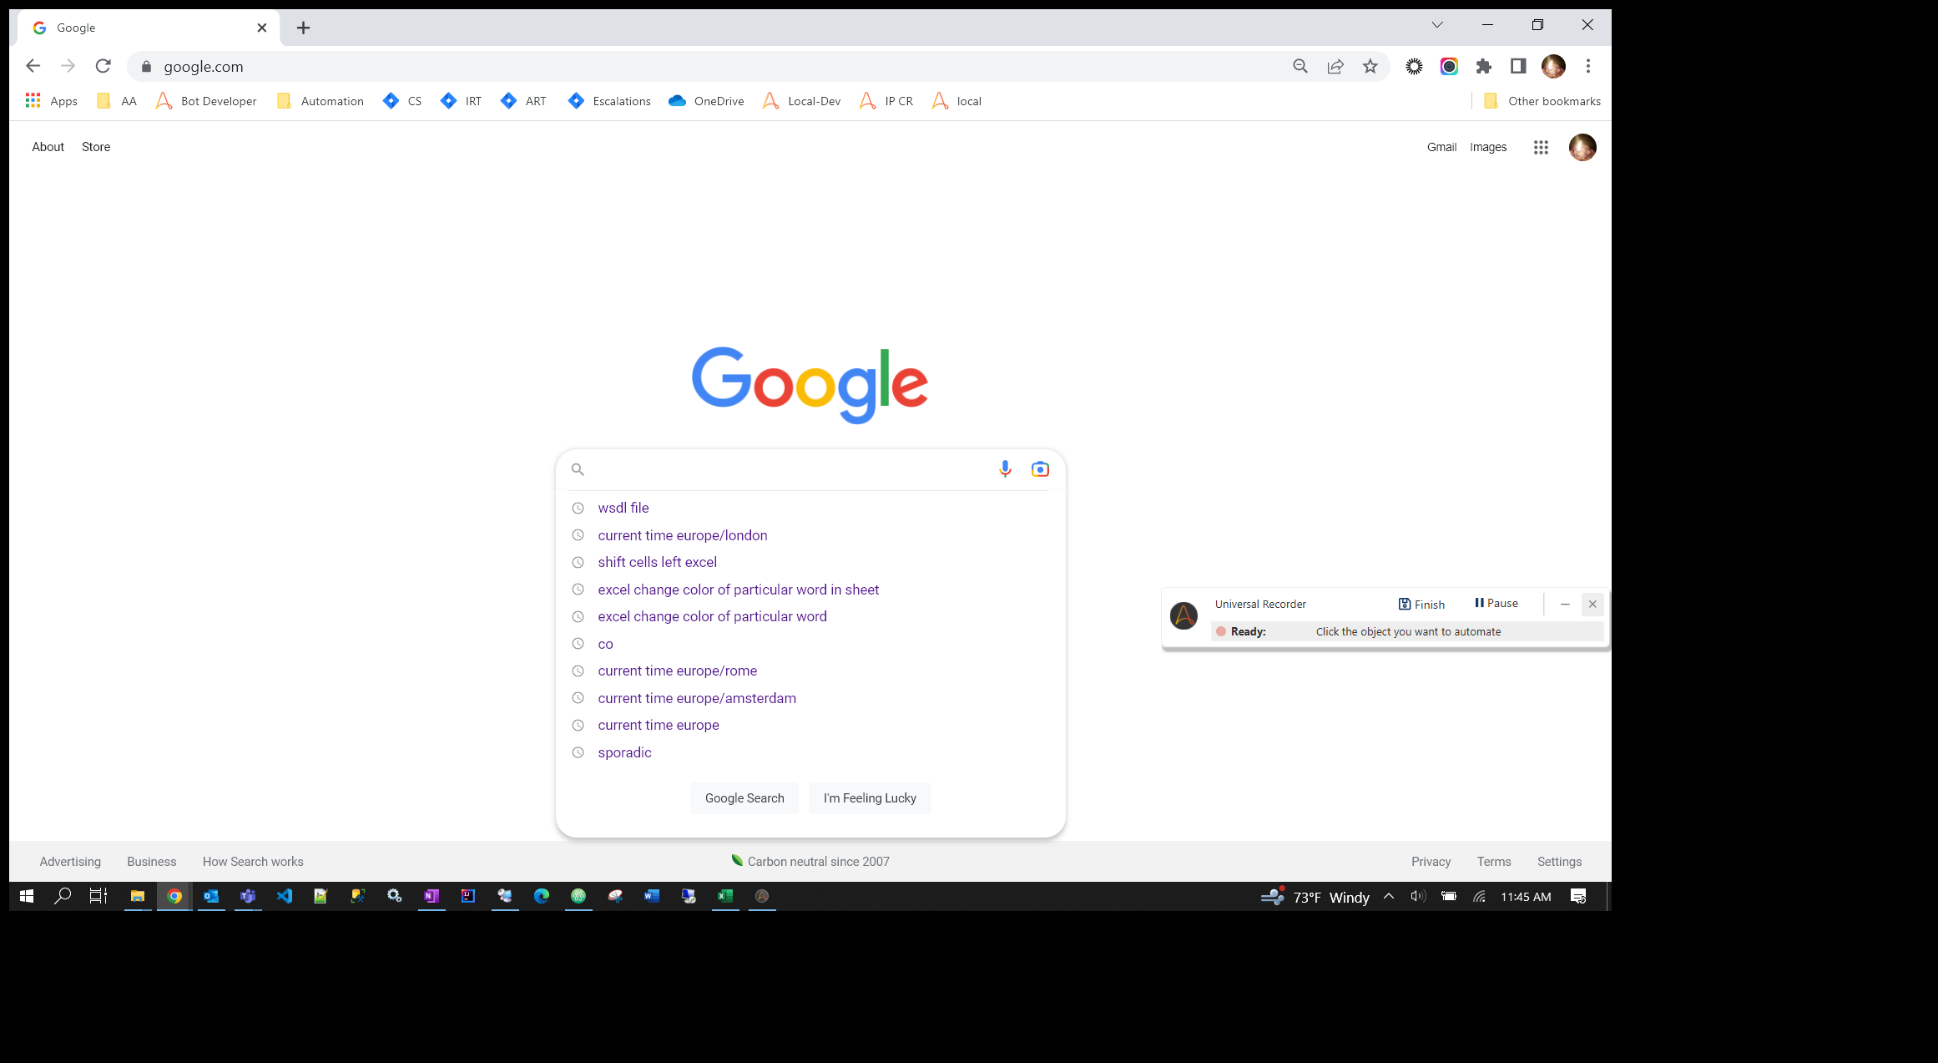 Google
google.com
Apps AA Bot Developer Automation CS IRT ART Escalations OneDrive Local-Dev IP CR local Other bookmarks
About Store Gmail Images
Google
wsdl file
current time europe/london
shift cells left excel
excel change color of particular word in sheet
excel change color of particular word
co
current time europe/rome
current time europe/amsterdam
current time europe
sporadic
Google Search I'm Feeling Lucky
Universal Recorder Finish Pause
Ready: Click the object you want to automate
Advertising Business How Search works Carbon neutral since 2007 Privacy Terms Settings
73°F Windy 11:45 AM